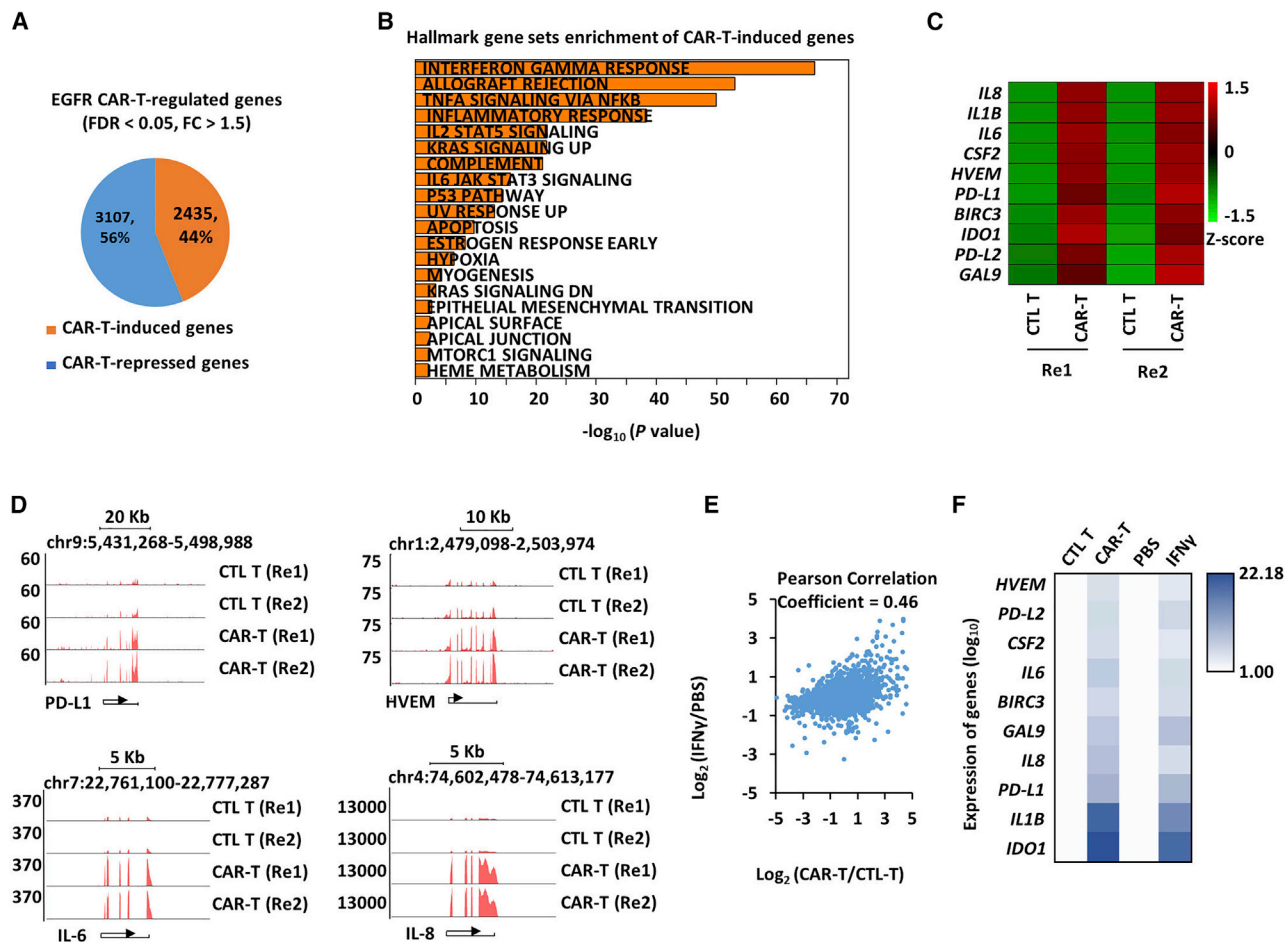 A
EGFR CAR-T-regulated genes
(FDR < 0.05, FC > 1.5)
3107,
56%
2435,
44%
CAR-T-induced genes
CAR-T-repressed genes
B
Hallmark gene sets enrichment of CAR-T-induced genes
INTERFERON GAMMA RESPONSE
ALLOGRAFT REJECTION
TNFA SIGNALING VIA NFKB
INFLAMMATORY RESPONSE
IL2 STAT5 SIGNALING
KRAS SIGNALING UP
COMPLEMENT
IL6 JAK STAT3 SIGNALING
P53 PATHWAY
UV RESPONSE UP
APOPTOSIS
ESTROGEN RESPONSE EARLY
HYPOXIA
MYOGENESIS
KRAS SIGNALING DN
EPITHELIAL MESENCHYMAL TRANSITION
APICAL SURFACE
APICAL JUNCTION
MTORC1 SIGNALING
HEME METABOLISM
0 10 20 30 40 50 60 70
-log10 (P value)
C
IL8
IL1B
IL6
CSF2
HVEM
PD-L1
BIRC3
IDO1
PD-L2
GAL9
1.5
0
-1.5
Z-score
CTL T CAR-T CTL T CAR-T
Re1 Re2
D
20 Kb
chr9:5,431,268-5,498,988
60 CTL T (Re1)
60 CTL T (Re2)
60 CAR-T (Re1)
60 CAR-T (Re2)
PD-L1
10 Kb
chr1:2,479,098-2,503,974
75 CTL T (Re1)
75 CTL T (Re2)
75 CAR-T (Re1)
75 CAR-T (Re2)
HVEM
5 Kb
chr7:22,761,100-22,777,287
370 CTL T (Re1)
370 CTL T (Re2)
370 CAR-T (Re1)
370 CAR-T (Re2)
IL-6
5 Kb
chr4:74,602,478-74,613,177
13000 CTL T (Re1)
13000 CTL T (Re2)
13000 CAR-T (Re1)
13000 CAR-T (Re2)
IL-8
E
Pearson Correlation
Coefficient = 0.46
Log2 (IFNγ/PBS)
5
3
1
-1
-3
-5
-5 -3 -1 1 3 5
Log2 (CAR-T/CTL-T)
F
CTL T CAR-T PBS IFNγ
Expression of genes (log10)
HVEM
PD-L2
CSF2
IL6
BIRC3
GAL9
IL8
PD-L1
IL1B
IDO1
22.18
1.00